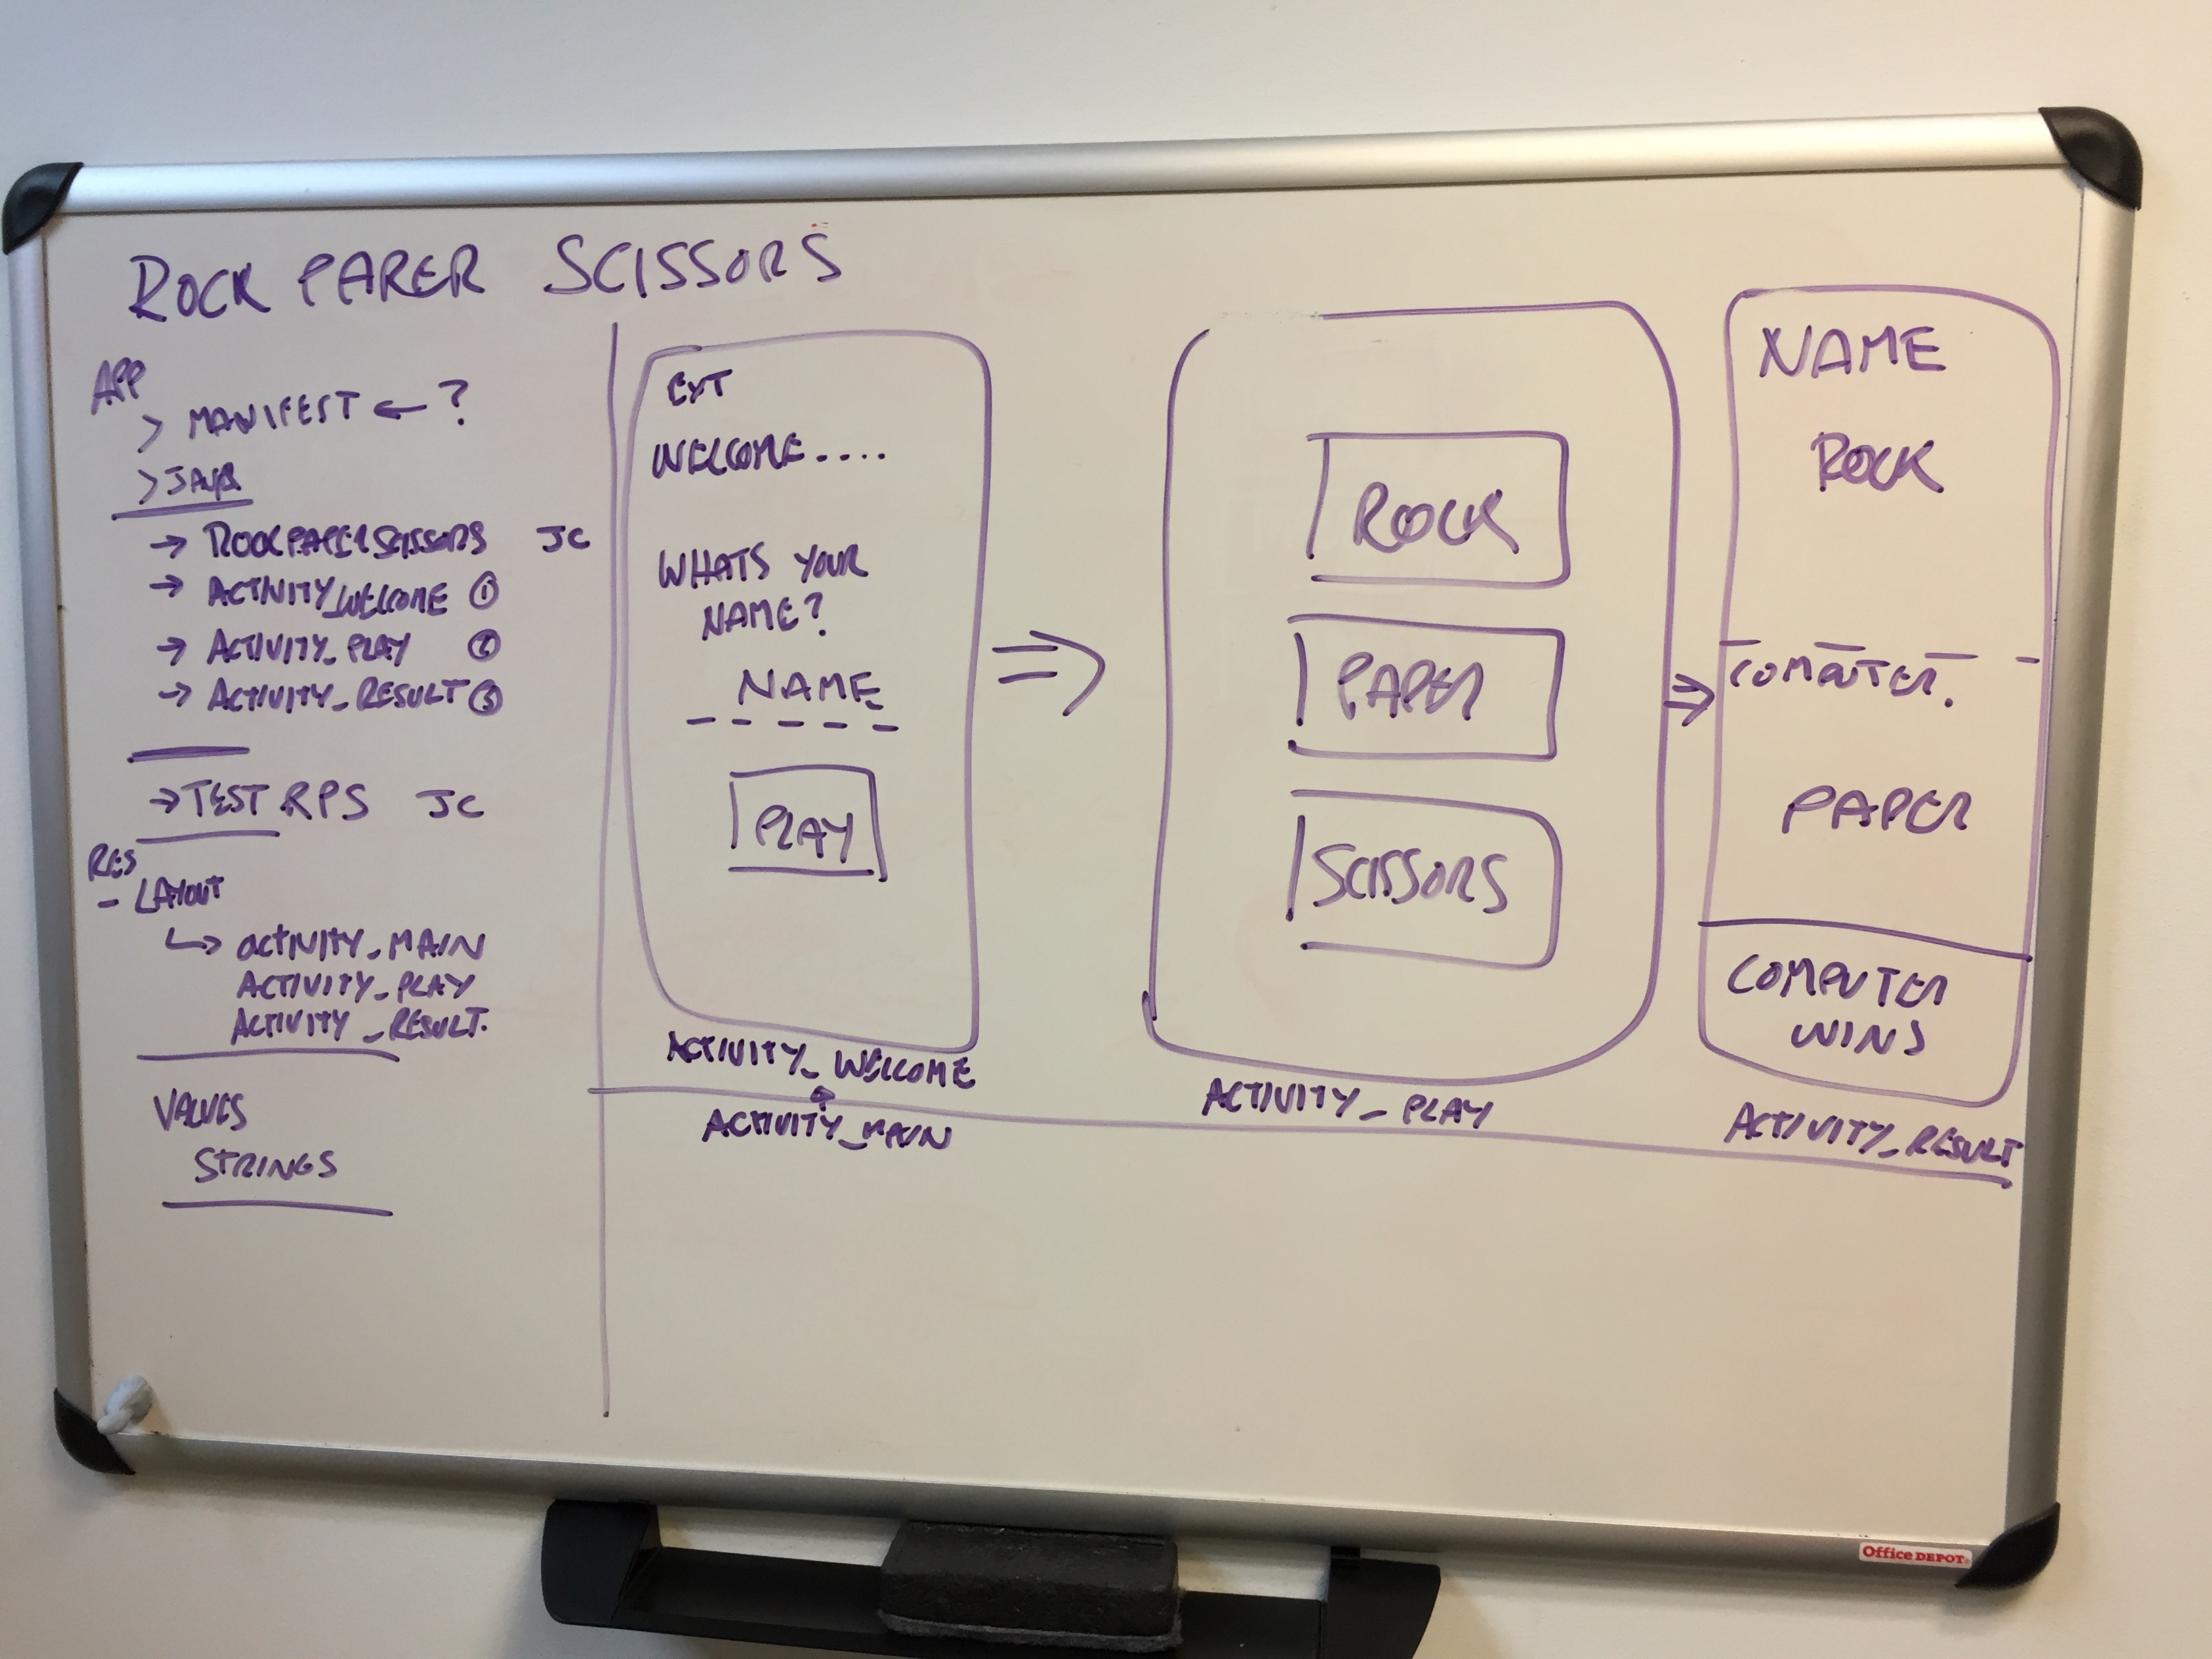 ROCK PAPER SCISSORS
APP
> MANIFEST ← ?
> JAVA
→ ROCKPAPERSCISSORS JC
→ ACTIVITY_WELCOME ①
→ ACTIVITY_PLAY ②
→ ACTIVITY_RESULT ③
→ TEST RPS JC
RES
- LAYOUT
↳ ACTIVITY_MAIN
ACTIVITY_PLAY
ACTIVITY_RESULT.
VALUES
STRINGS
WELCOME....
WHATS YOUR
NAME?
NAME
PLAY
ACTIVITY_WELCOME
ACTIVITY_MAIN
ROCK
PAPER
SCISSORS
ACTIVITY_PLAY
NAME
ROCK
COMPUTER.
PAPER
COMPUTER
WINS
ACTIVITY_RESULT
Office DEPOT